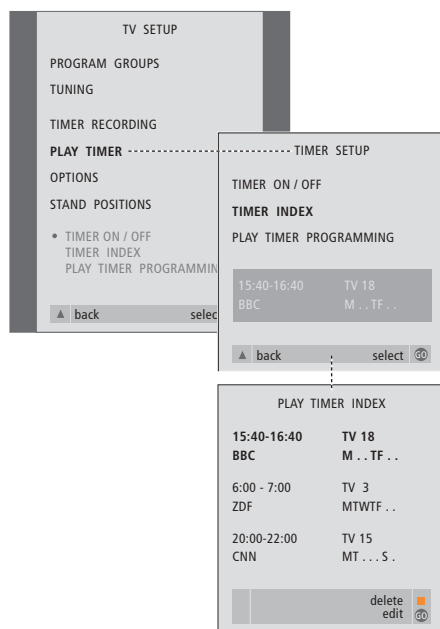 TV SETUP
PROGRAM GROUPS
TUNING
TIMER RECORDING
PLAY TIMER
OPTIONS
STAND POSITIONS
• TIMER ON / OFF
TIMER INDEX
PLAY TIMER PROGRAMMIN
▲ back selec
TIMER SETUP
TIMER ON / OFF
TIMER INDEX
PLAY TIMER PROGRAMMING
15:40-16:40 TV 18
BBC M . . TF . .
▲ back select GO
PLAY TIMER INDEX
15:40-16:40 TV 18
BBC M . . TF . .
6:00 - 7:00 TV 3
ZDF MTWTF . .
20:00-22:00 TV 15
CNN MT . . . S .
delete
edit GO